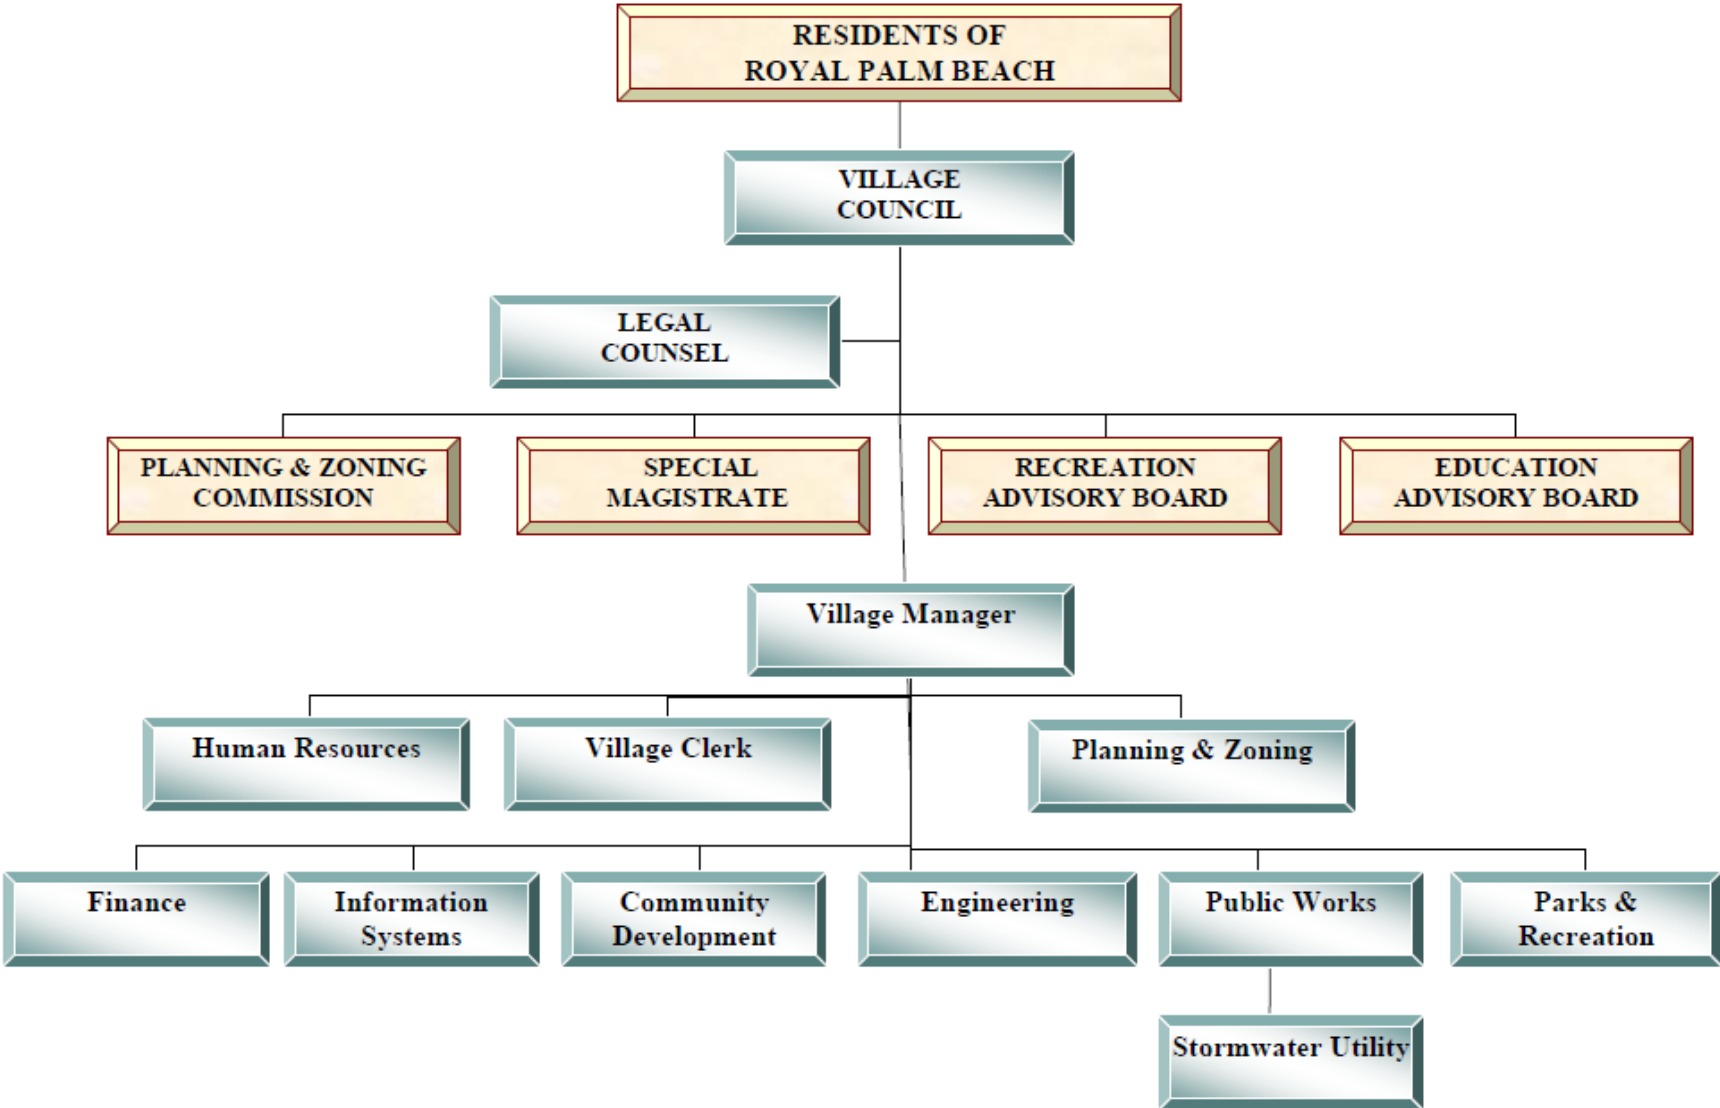 RESIDENTS OF
ROYAL PALM BEACH
VILLAGE
COUNCIL
LEGAL
COUNSEL
PLANNING & ZONING
COMMISSION
SPECIAL
MAGISTRATE
RECREATION
ADVISORY BOARD
EDUCATION
ADVISORY BOARD
Village Manager
Human Resources
Village Clerk
Planning & Zoning
Finance
Information
Systems
Community
Development
Engineering
Public Works
Parks &
Recreation
Stormwater Utility